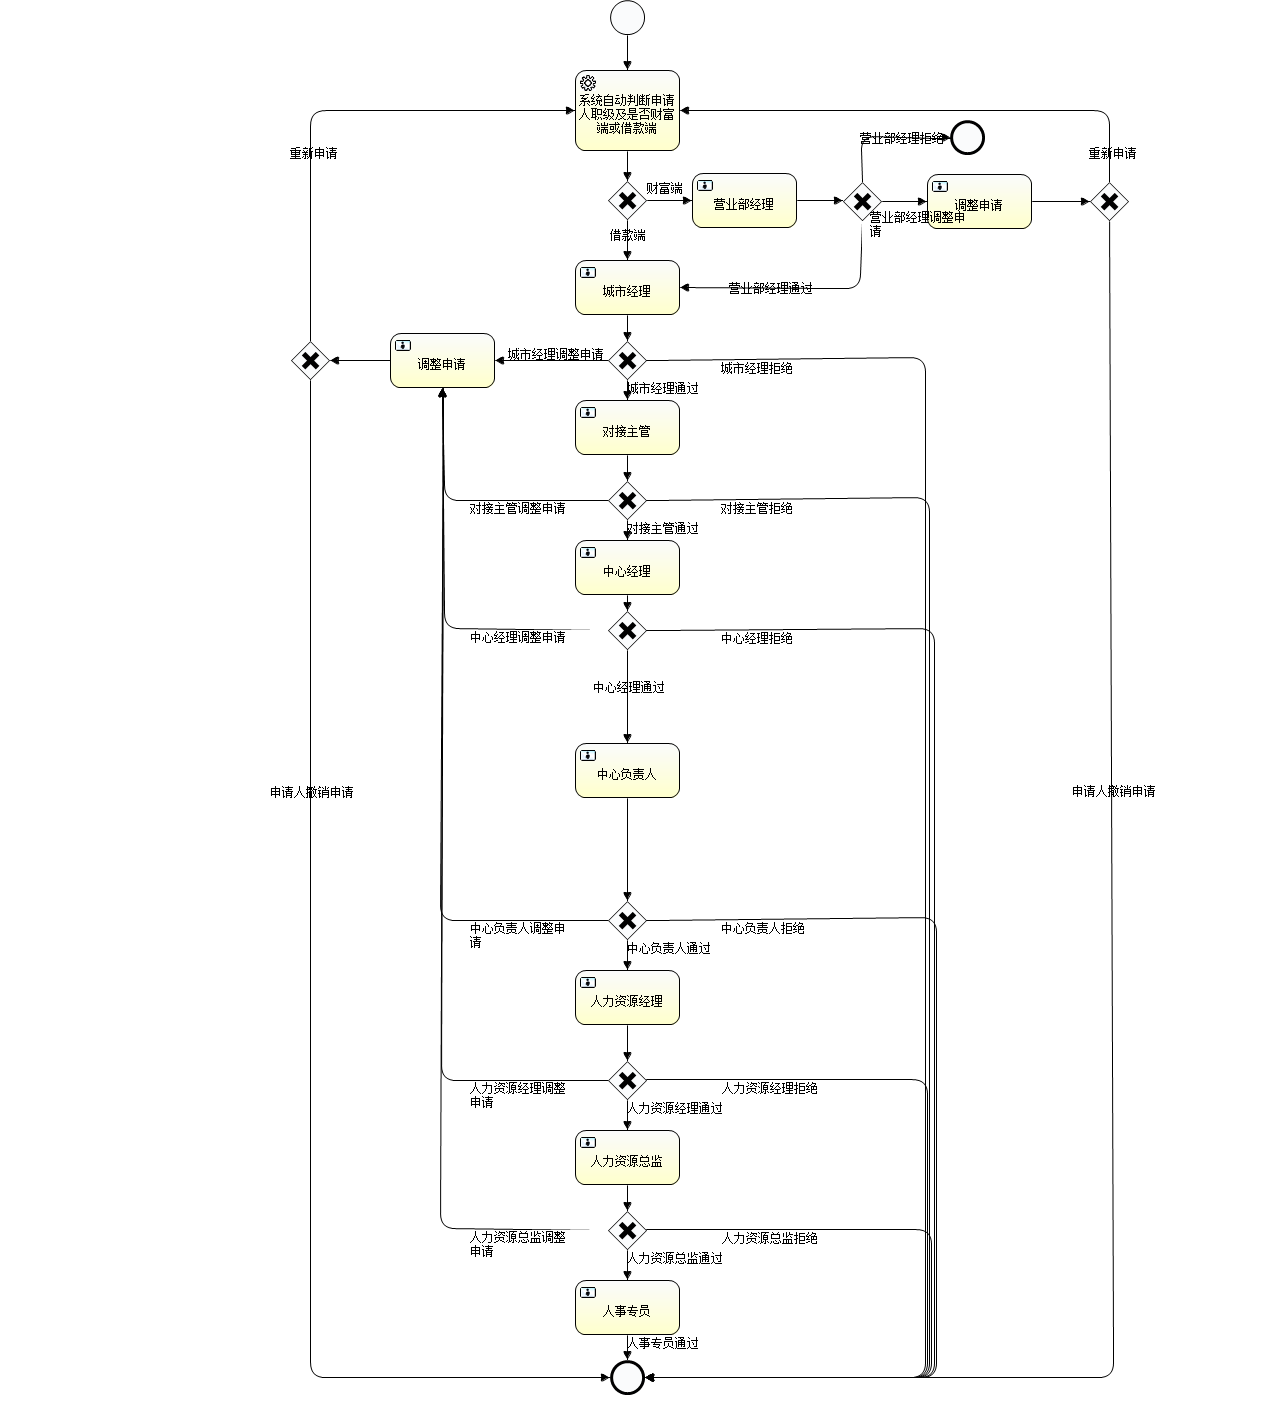 系统自动判断申请
人职级及是否财富
端或借款端
营业部经理拒绝
重新申请
重新申请
财富端
营业部经理
调整申请
营业部经理调整申
请
借款端
城市经理
营业部经理通过
城市经理调整申请
调整申请
城市经理拒绝
城市经理通过
对接主管
对接主管调整申请
对接主管拒绝
对接主管通过
中心经理
中心经理调整申请
中心经理拒绝
中心经理通过
中心负责人
申请人撤销申请
申请人撤销申请
中心负责人调整申
请
中心负责人拒绝
中心负责人通过
人力资源经理
人力资源经理调整
申请
人力资源经理拒绝
人力资源经理通过
人力资源总监
人力资源总监调整
申请
人力资源总监拒绝
人力资源总监通过
人事专员
人事专员通过